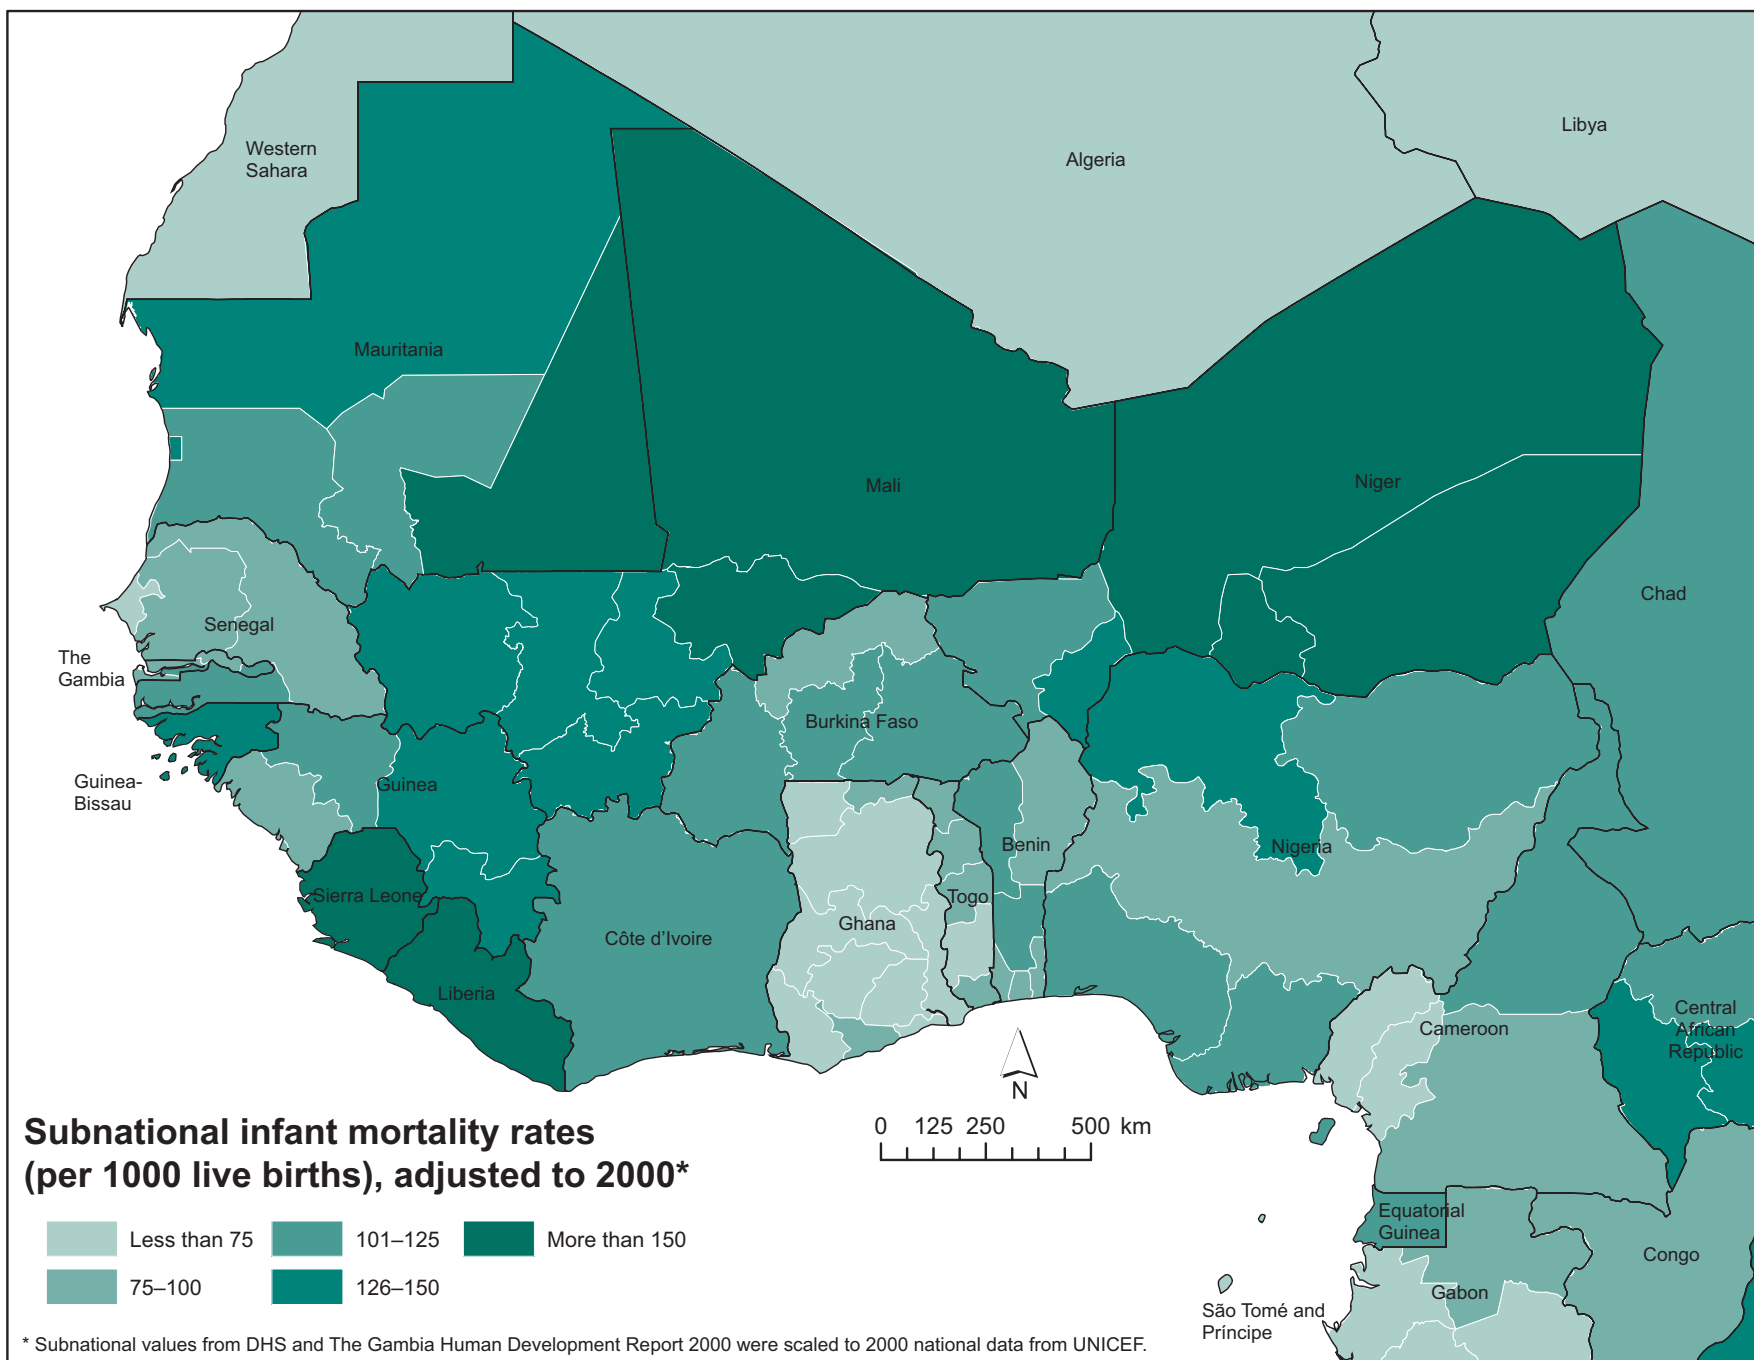 Western
Sahara
Algeria
Libya
Mauritania
Mali
Niger
Chad
Senegal
The
Gambia
Burkina Faso
Guinea-
Bissau
Guinea
Nigeria
Benin
Sierra Leone
Togo
Ghana
Côte d’Ivoire
Liberia
Central
African
Republic
Cameroon
N
0 125 250 500 km
Subnational infant mortality rates
(per 1000 live births), adjusted to 2000*
Less than 75
101–125
More than 150
75–100
126–150
Equatorial
Guinea
Congo
Gabon
São Tomé and
Príncipe
* Subnational values from DHS and The Gambia Human Development Report 2000 were scaled to 2000 national data from UNICEF.